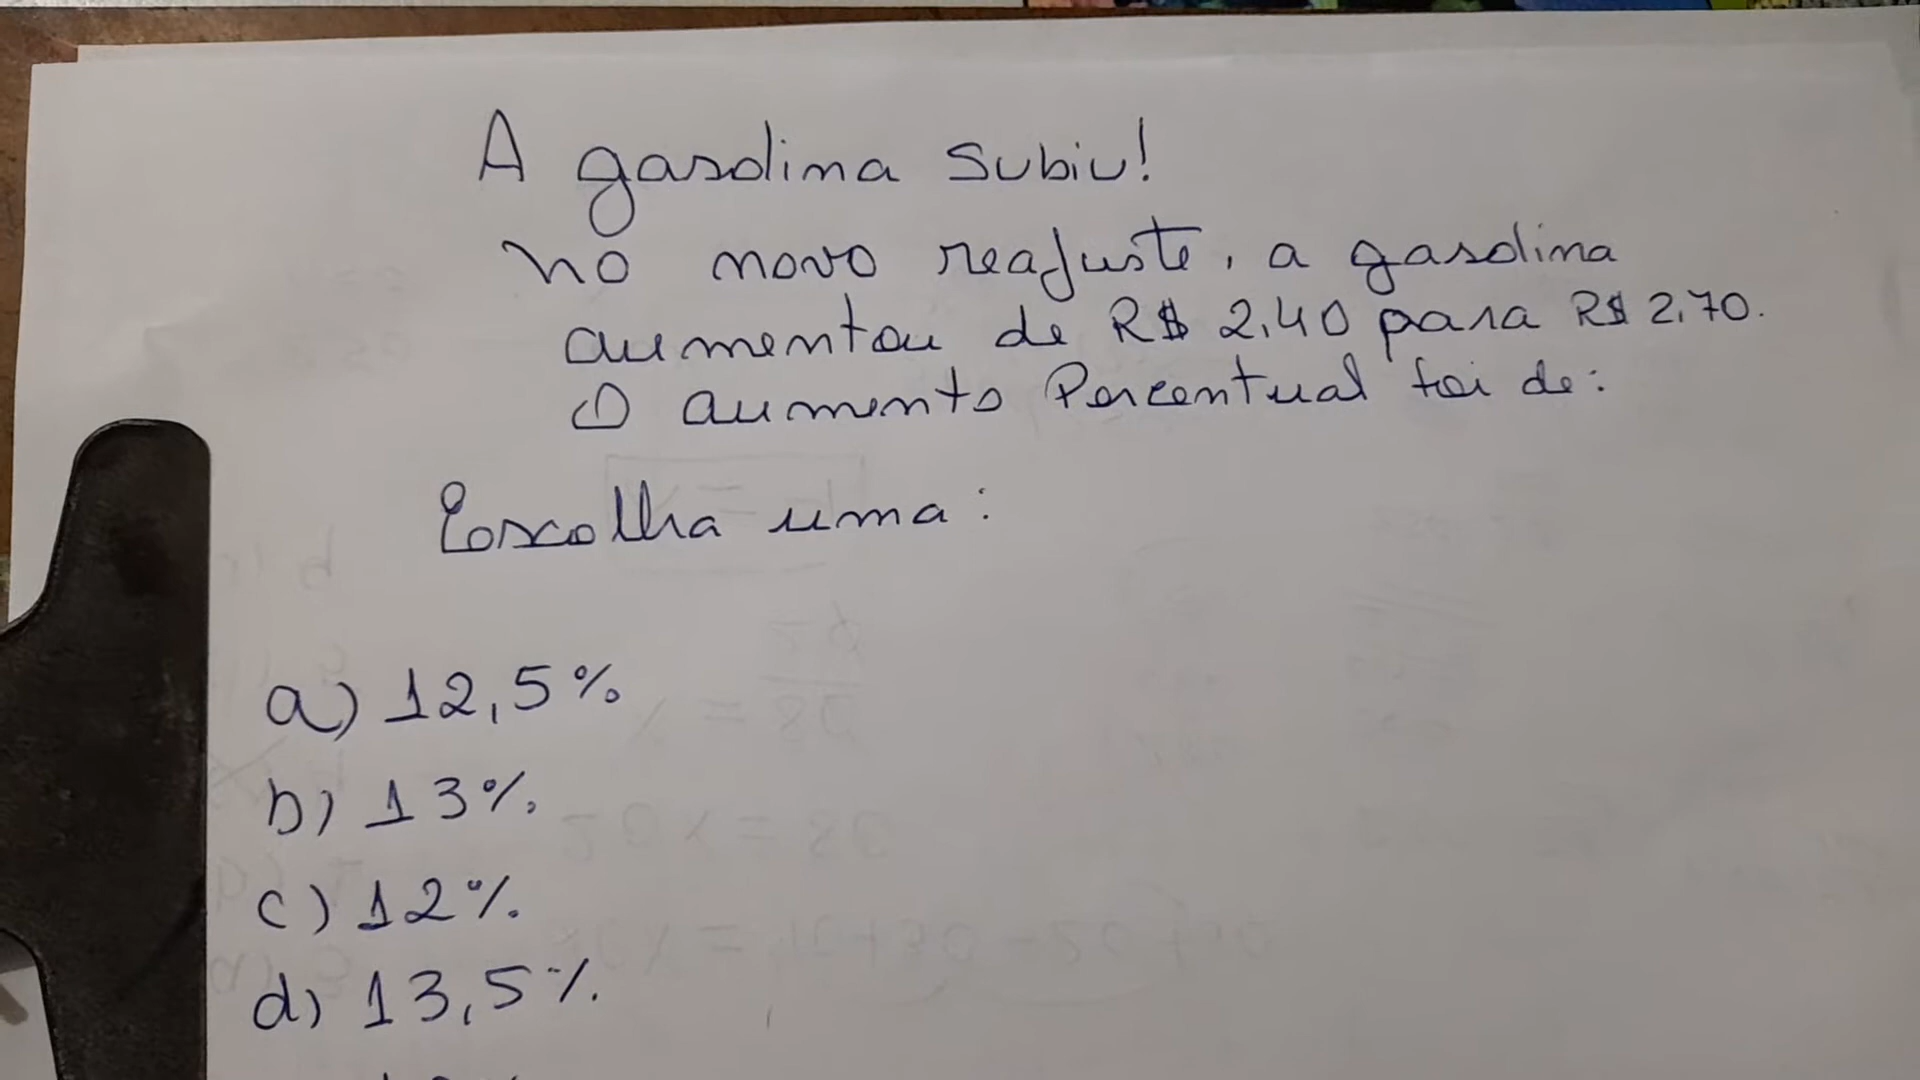 A gasolina subiu!
no novo reajuste, a gasolina
aumentou de R$ 2,40 para R$ 2,70.
O aumento Percentual foi de:
Escolha uma:
a) 12,5%
b) 13%
c) 12%
d) 13,5%